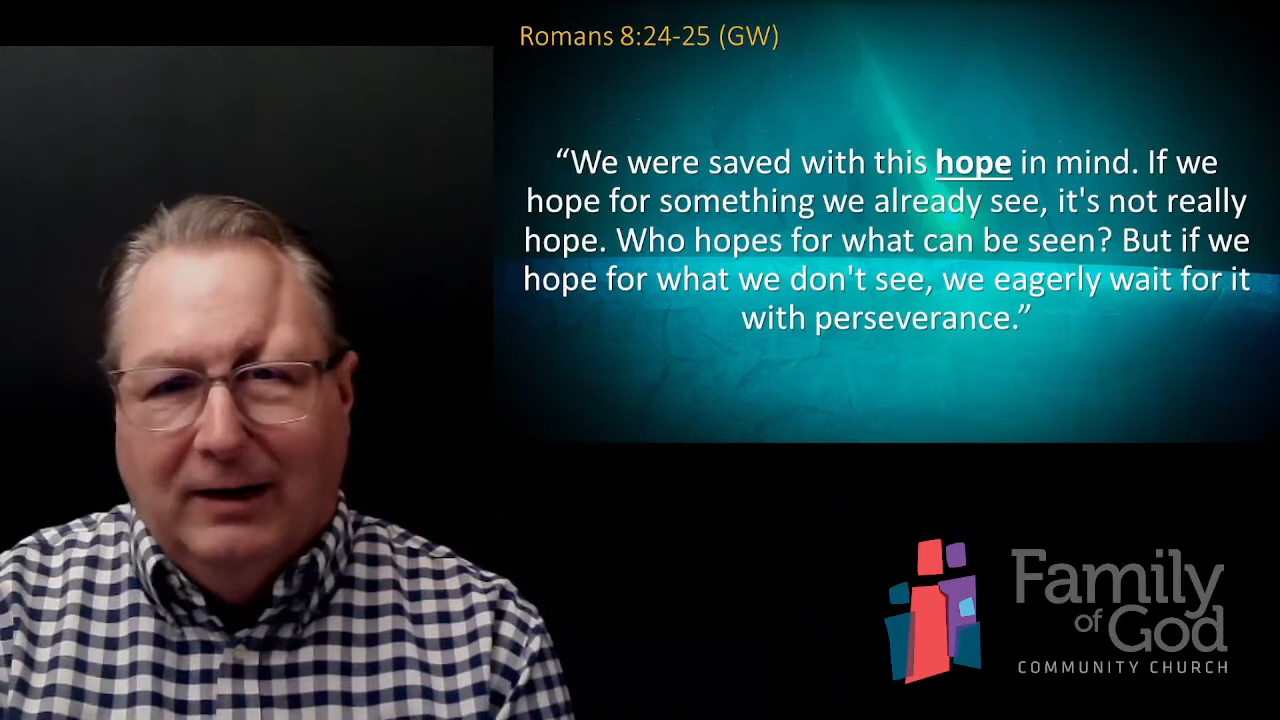 Romans 8:24-25 (GW)
“We were saved with this hope in mind. If we
hope for something we already see, it's not really
hope. Who hopes for what can be seen? But if we
hope for what we don't see, we eagerly wait for it
with perseverance.”
Family
of God
COMMUNITY CHURCH